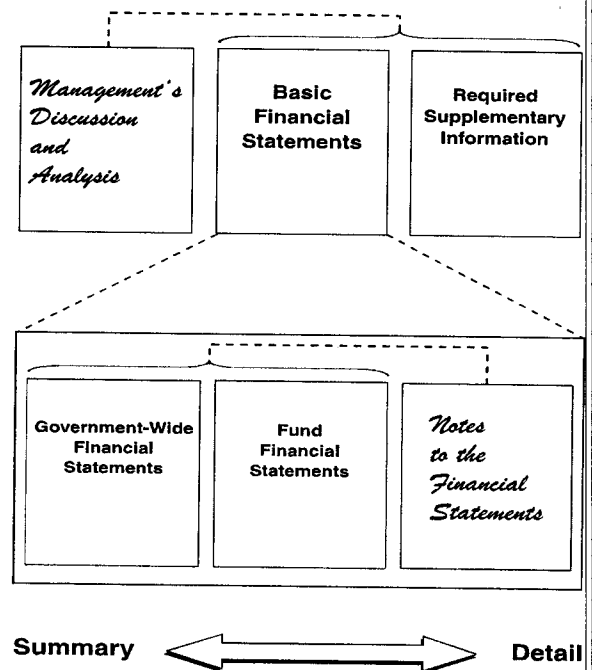 Management's
Discussion
and
Analysis
Basic
Financial
Statements
Required
Supplementary
Information
Government-Wide
Financial
Statements
Fund
Financial
Statements
Notes
to the
Financial
Statements
Summary
Detail